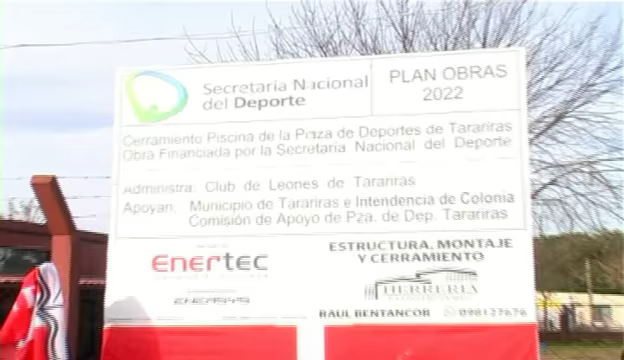 Secretaría Nacional
del Deporte
PLAN OBRAS
2022
Cerramiento Piscina de la Plaza de Deportes de Tarariras
Obra Financiada por la Secretaría Nacional del Deporte
Administra: Club de Leones de Tarariras
Apoyan: Municipio de Tarariras e Intendencia de Colonia
Comisión de Apoyo de Pza. de Dep. Tarariras
Enertec
ESTRUCTURA, MONTAJE
Y CERRAMIENTO
HERRERIA
RAUL BENTANCOR